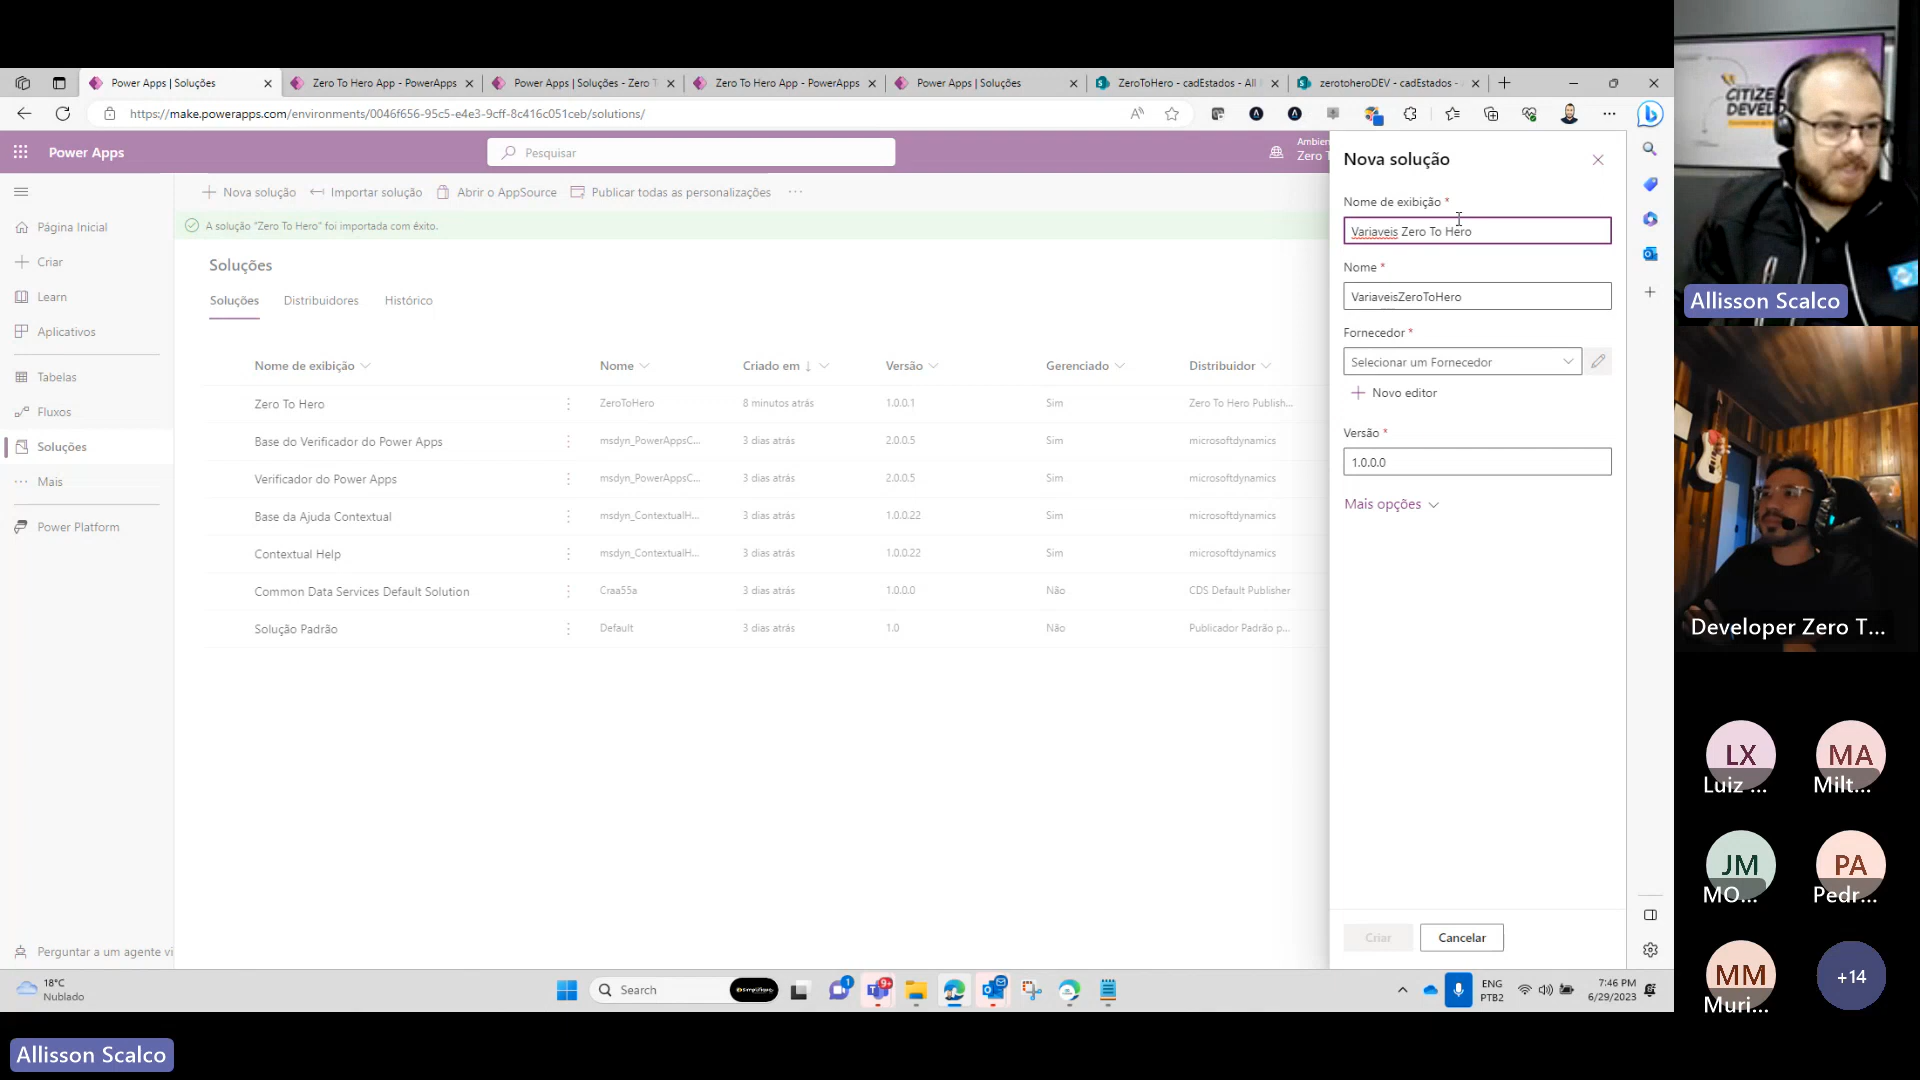 Power Apps | Soluções
Zero To Hero App - PowerApps
Power Apps | Soluções - Zero T
Zero To Hero App - PowerApps
Power Apps | Soluções
ZeroToHero - cadEstados - All
zerotoheroDEV - cadEstados -
https://make.powerapps.com/environments/0046f656-95c5-e4e3-9cff-8c416c051ceb/solutions/
Power Apps
Pesquisar
Ambien
Zero T
Nova solução
Importar solução
Abrir o AppSource
Publicar todas as personalizações
A solução "Zero To Hero" foi importada com êxito.
Página Inicial
Criar
Learn
Aplicativos
Tabelas
Fluxos
Soluções
Mais
Power Platform
Perguntar a um agente vi
Soluções
Soluções
Distribuidores
Histórico
Nome de exibição
Nome
Criado em
Versão
Gerenciado
Distribuidor
Zero To Hero ZeroToHero 8 minutos atrás 1.0.0.1 Sim Zero To Hero Publish...
Base do Verificador do Power Apps msdyn_PowerAppsC... 3 dias atrás 2.0.0.5 Sim microsoftdynamics
Verificador do Power Apps msdyn_PowerAppsC... 3 dias atrás 2.0.0.5 Sim microsoftdynamics
Base da Ajuda Contextual msdyn_ContextualH... 3 dias atrás 1.0.0.22 Sim microsoftdynamics
Contextual Help msdyn_ContextualH... 3 dias atrás 1.0.0.22 Sim microsoftdynamics
Common Data Services Default Solution Craa55a 3 dias atrás 1.0.0.0 Não CDS Default Publisher
Solução Padrão Default 3 dias atrás 1.0 Não Publicador Padrão p...
Nova solução
Nome de exibição *
Variaveis Zero To Hero
Nome *
VariaveisZeroToHero
Fornecedor *
Selecionar um Fornecedor
Novo editor
Versão *
1.0.0.0
Mais opções
Criar
Cancelar
18°C
Nublado
Search
1
9+
ENG
PTB2
7:46 PM
6/29/2023
CITIZE
DEVEL
Allisson Scalco
Developer Zero T...
LX
Luiz ...
MA
Milt...
JM
MO...
PA
Pedr...
MM
Muri...
+14
Allisson Scalco